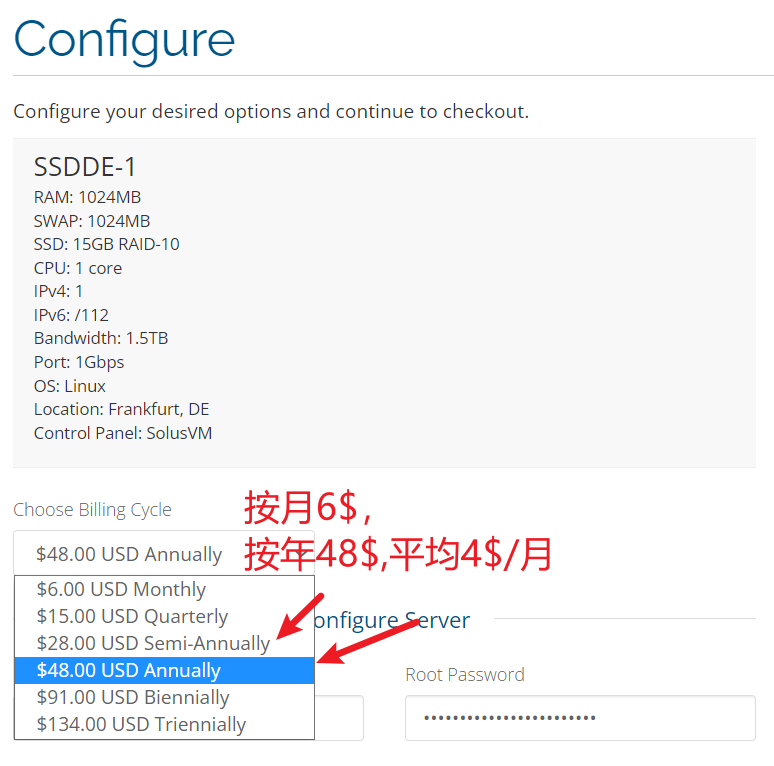 Configure
Configure your desired options and continue to checkout.
SSDDE-1
RAM: 1024MB
SWAP: 1024MB
SSD: 15GB RAID-10
CPU: 1 core
IPv4: 1
IPv6: /112
Bandwidth: 1.5TB
Port: 1Gbps
OS: Linux
Location: Frankfurt, DE
Control Panel: SolusVM
Choose Billing Cycle
按月6$,
$48.00 USD Annually
按年48$,平均4$/月
$6.00 USD Monthly
$15.00 USD Quarterly
$28.00 USD Semi-Annually
$48.00 USD Annually
$91.00 USD Biennially
$134.00 USD Triennially
onfigure Server
Root Password